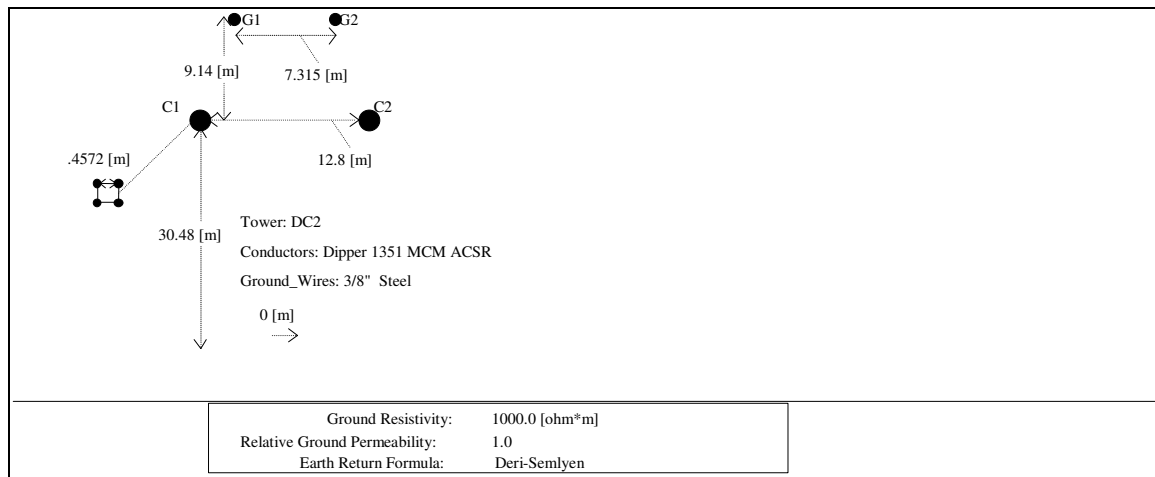 G1 G2
9.14 [m] 7.315 [m]
C1 C2
.4572 [m] 12.8 [m]
30.48 [m]
Tower: DC2
Conductors: Dipper 1351 MCM ACSR
Ground_Wires: 3/8" Steel
0 [m]
Ground Resistivity: 1000.0 [ohm*m]
Relative Ground Permeability: 1.0
Earth Return Formula: Deri-Semlyen